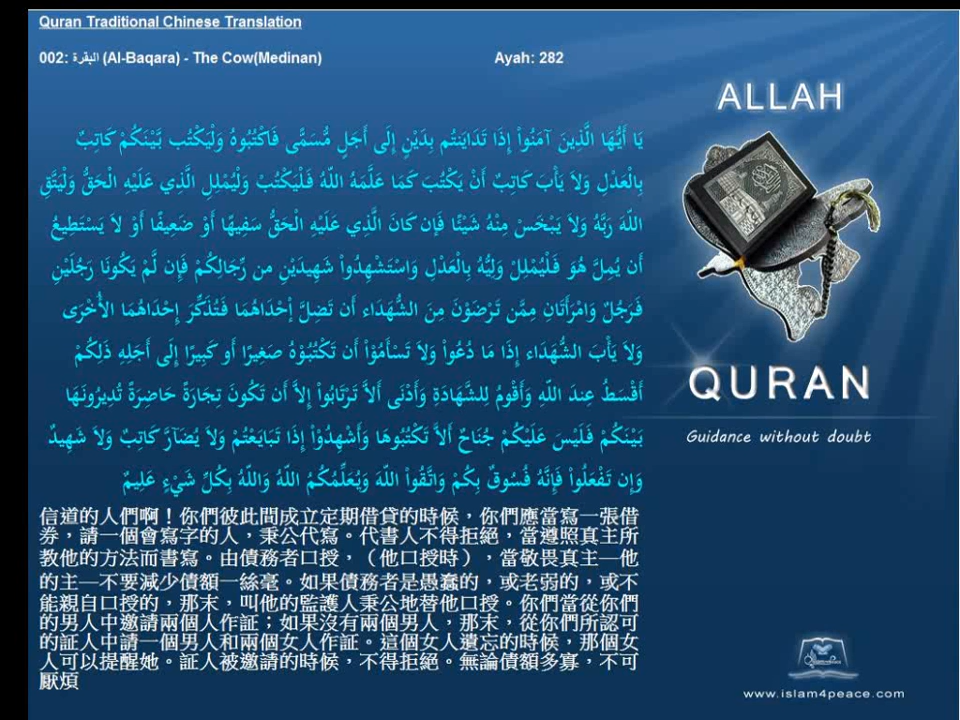 Quran Traditional Chinese Translation
002: البقرة (Al-Baqara) - The Cow(Medinan) Ayah: 282
يَا أَيُّهَا الَّذِينَ آمَنُواْ إِذَا تَدَايَنتُم بِدَيْنٍ إِلَى أَجَلٍ مُّسَمًّى فَاكْتُبُوهُ وَلْيَكْتُب بَّيْنَكُمْ كَاتِبٌ
بِالْعَدْلِ وَلاَ يَأْبَ كَاتِبٌ أَنْ يَكْتُبَ كَمَا عَلَّمَهُ اللّهُ فَلْيَكْتُبْ وَلْيُمْلِلِ الَّذِي عَلَيْهِ الْحَقُّ وَلْيَتَّقِ
اللّهَ رَبَّهُ وَلاَ يَبْخَسْ مِنْهُ شَيْئًا فَإن كَانَ الَّذِي عَلَيْهِ الْحَقُّ سَفِيهًا أَوْ ضَعِيفًا أَوْ لاَ يَسْتَطِيعُ
أَن يُمِلَّ هُوَ فَلْيُمْلِلْ وَلِيُّهُ بِالْعَدْلِ وَاسْتَشْهِدُواْ شَهِيدَيْنِ من رِّجَالِكُمْ فَإِن لَّمْ يَكُونَا رَجُلَيْنِ
فَرَجُلٌ وَامْرَأَتَانِ مِمَّن تَرْضَوْنَ مِنَ الشُّهَدَاء أَن تَضِلَّ إْحْدَاهُمَا فَتُذَكِّرَ إِحْدَاهُمَا الأُخْرَى
وَلاَ يَأْبَ الشُّهَدَاء إِذَا مَا دُعُواْ وَلاَ تَسْأَمُوْاْ أَن تَكْتُبُوْهُ صَغِيرًا أَو كَبِيرًا إِلَى أَجَلِهِ ذَلِكُمْ
أَقْسَطُ عِندَ اللّهِ وَأَقْومُ لِلشَّهَادَةِ وَأَدْنَى أَلاَّ تَرْتَابُواْ إِلاَّ أَن تَكُونَ تِجَارَةً حَاضِرَةً تُدِيرُونَهَا
بَيْنَكُمْ فَلَيْسَ عَلَيْكُمْ جُنَاحٌ أَلاَّ تَكْتُبُوهَا وَأَشْهِدُوْاْ إِذَا تَبَايَعْتُمْ وَلاَ يُضَآرَّ كَاتِبٌ وَلاَ شَهِيدٌ
وَإِن تَفْعَلُواْ فَإِنَّهُ فُسُوقٌ بِكُمْ وَاتَّقُواْ اللّهَ وَيُعَلِّمُكُمُ اللّهُ وَاللّهُ بِكُلِّ شَيْءٍ عَلِيمٌ
信道的人們啊！你們彼此間成立定期借貸的時候，你們應當寫一張借
券，請一個會寫字的人，秉公代寫。代書人不得拒絕，當遵照真主所
教他的方法而書寫。由債務者口授，（他口授時），當敬畏真主─他
的主─不要減少債額一絲毫。如果債務者是愚蠢的，或老弱的，或不
能親自口授的，那末，叫他的監護人秉公地替他口授。你們當從你們
的男人中邀請兩個人作証；如果沒有兩個男人，那末，從你們所認可
的証人中請一個男人和兩個女人作証。這個女人遺忘的時候，那個女
人可以提醒她。証人被邀請的時候，不得拒絕。無論債額多寡，不可
厭煩
ALLAH
QURAN
Guidance without doubt
www.islam4peace.com